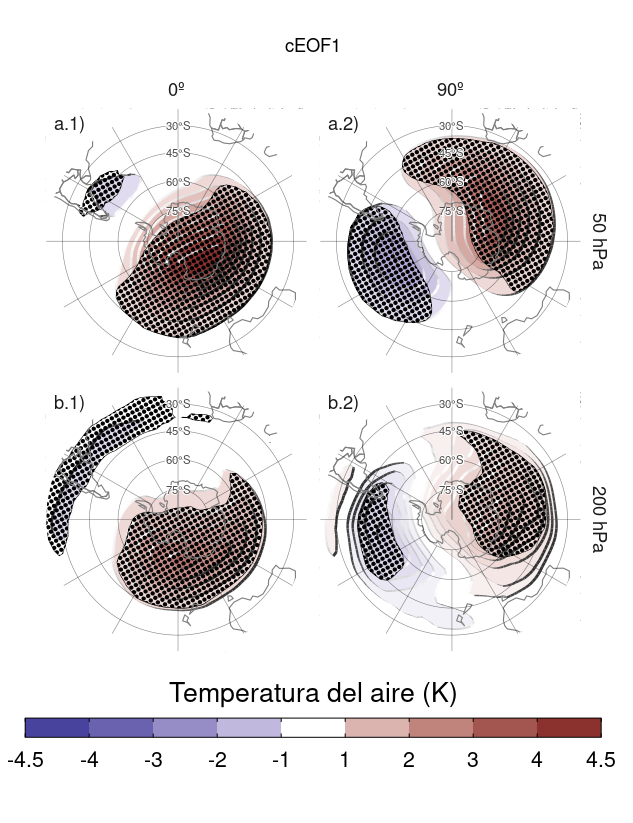 cEOF1
0º 90º
a.1) 30°S 45°S 60°S 75°S
a.2) 30°S 45°S 60°S 75°S
50 hPa
b.1) 30°S 45°S 60°S 75°S
b.2) 30°S 45°S 60°S 75°S
200 hPa
Temperatura del aire (K)
-4.5 -4 -3 -2 -1 1 2 3 4 4.5